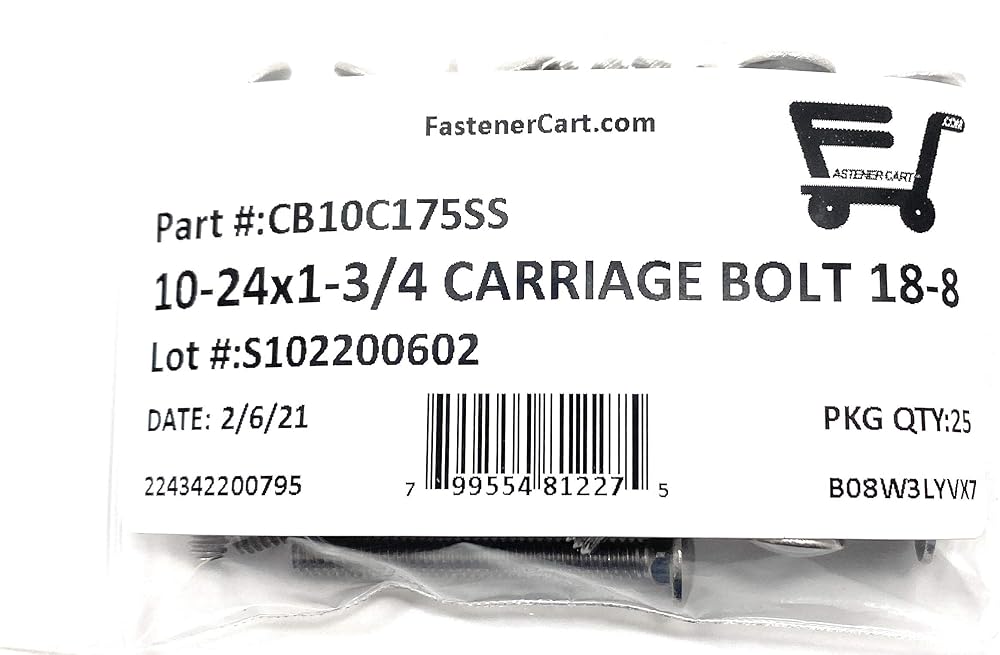 FastenerCart.com
.COM
ASTENER CART
Part #:CB10C175SS
10-24x1-3/4 CARRIAGE BOLT 18-8
Lot #:S102200602
DATE: 2/6/21
PKG QTY:25
224342200795
7 99554 81227 5
B08W3LYVX7